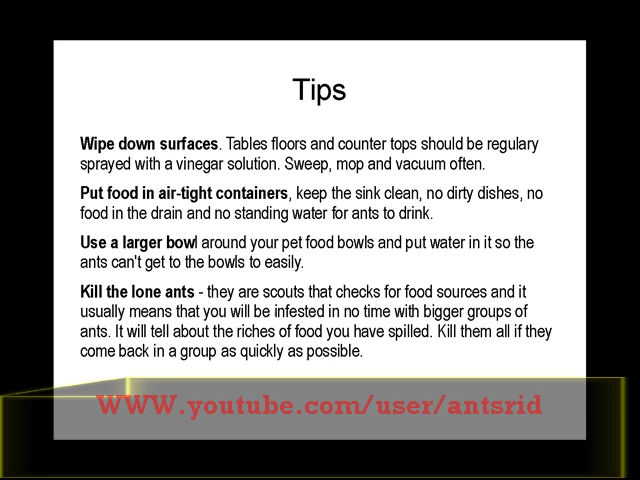 Tips
Wipe down surfaces. Tables floors and counter tops should be regulary
sprayed with a vinegar solution. Sweep, mop and vacuum often.
Put food in air-tight containers, keep the sink clean, no dirty dishes, no
food in the drain and no standing water for ants to drink.
Use a larger bowl around your pet food bowls and put water in it so the
ants can't get to the bowls to easily.
Kill the lone ants - they are scouts that checks for food sources and it
usually means that you will be infested in no time with bigger groups of
ants. It will tell about the riches of food you have spilled. Kill them all if they
come back in a group as quickly as possible.
WWW.youtube.com/user/antsrid